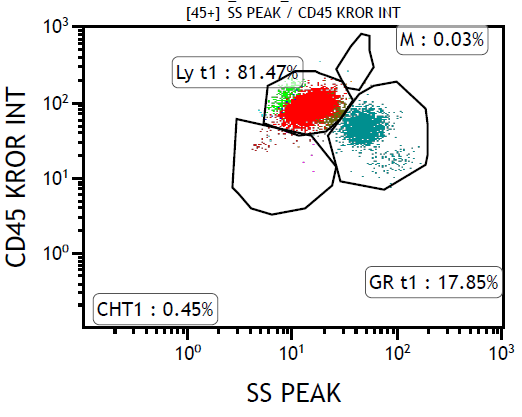 [45+] SS PEAK / CD45 KROR INT
10³
M : 0.03%
Ly t1 : 81.47%
10²
CD45 KROR INT
10¹
10⁰
GR t1 : 17.85%
CHT1 : 0.45%
10⁰ 10¹ 10² 10³
SS PEAK